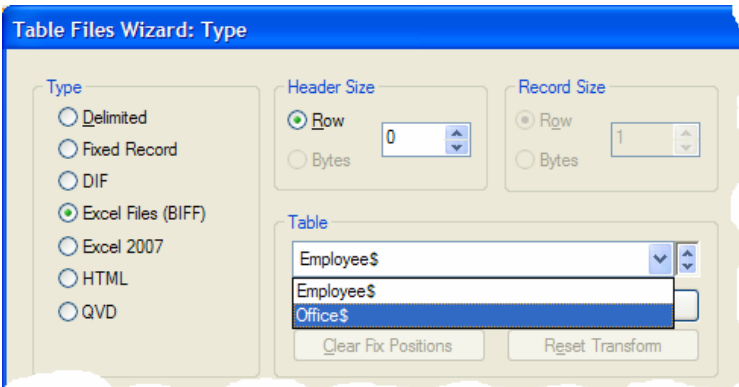 Table Files Wizard: Type
Type
Delimited
Fixed Record
DIF
Excel Files (BIFF)
Excel 2007
HTML
QVD
Header Size
Row
0
Bytes
Record Size
Row
1
Bytes
Table
Employee$
Employee$
Office$
Clear Fix Positions
Reset Transform